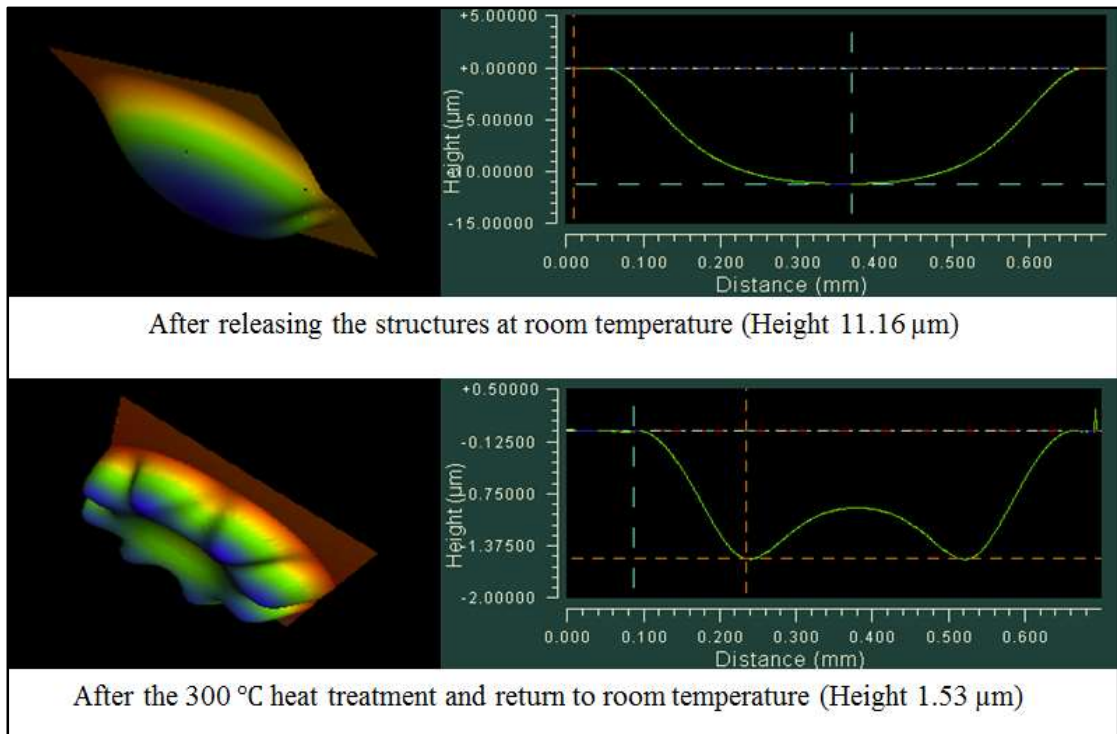 +5.00000
+0.00000
-5.00000
-10.00000
-15.00000
Height (µm)
0.000 0.100 0.200 0.300 0.400 0.500 0.600
Distance (mm)
After releasing the structures at room temperature (Height 11.16 µm)
+0.50000
-0.12500
-0.75000
-1.37500
-2.00000
Height (µm)
0.000 0.100 0.200 0.300 0.400 0.500 0.600
Distance (mm)
After the 300 ℃ heat treatment and return to room temperature (Height 1.53 µm)